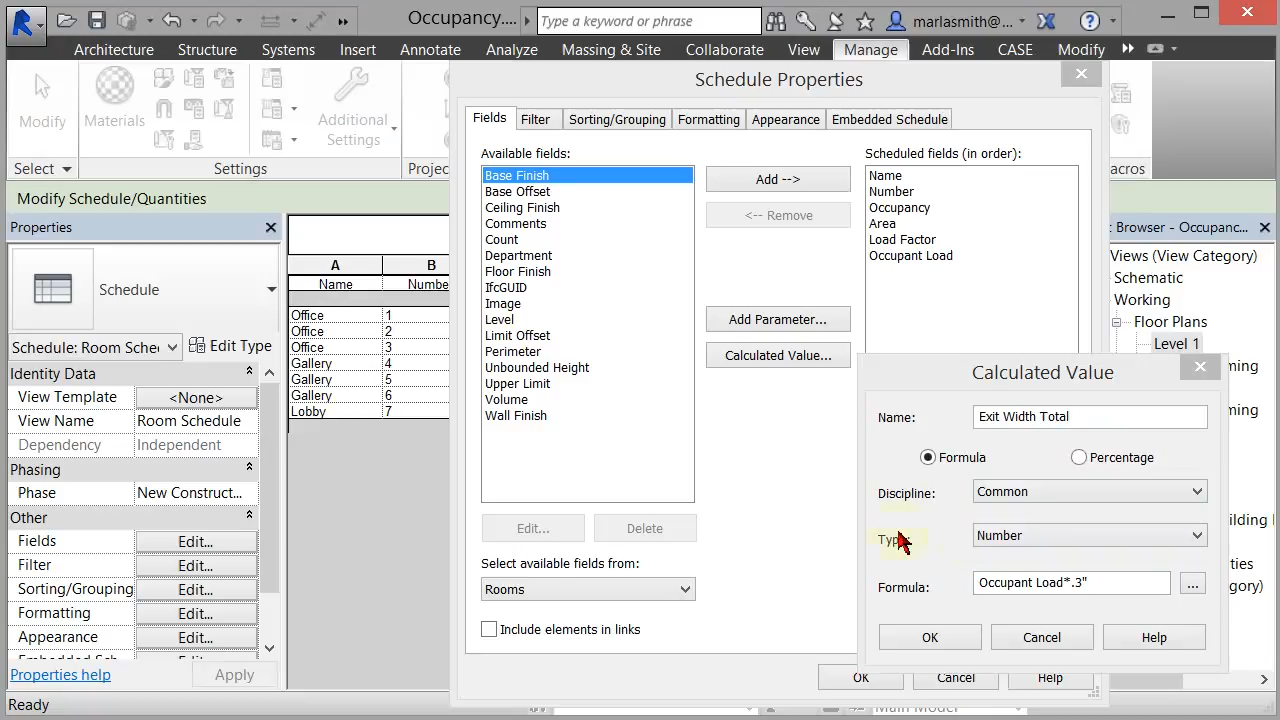 Occupancy....
Type a keyword or phrase
marlasmith@...
Architecture Structure Systems Insert Annotate Analyze Massing & Site Collaborate View Manage Add-Ins CASE Modify
Modify
Materials
Additional
Settings
Select
Settings
Projec
acros
Modify Schedule/Quantities
Properties
Schedule
Schedule: Room Sche
Edit Type
Identity Data
View Template <None>
View Name Room Schedule
Dependency Independent
Phasing
Phase New Construct...
Other
Fields Edit...
Filter Edit...
Sorting/Grouping Edit...
Formatting Edit...
Appearance Edit...
Properties help
Apply
Ready
A B
Name Numbe
Office 1
Office 2
Office 3
Gallery 4
Gallery 5
Gallery 6
Lobby 7
Schedule Properties
Fields Filter Sorting/Grouping Formatting Appearance Embedded Schedule
Available fields:
Base Finish
Base Offset
Ceiling Finish
Comments
Count
Department
Floor Finish
IfcGUID
Image
Level
Limit Offset
Perimeter
Unbounded Height
Upper Limit
Volume
Wall Finish
Add -->
<-- Remove
Add Parameter...
Calculated Value...
Scheduled fields (in order):
Name
Number
Occupancy
Area
Load Factor
Occupant Load
Edit... Delete
Select available fields from:
Rooms
Include elements in links
OK Cancel Help
Calculated Value
Name: Exit Width Total
Formula Percentage
Discipline: Common
Number
Formula: Occupant Load*.3"
...
OK Cancel Help
: Browser - Occupanc...
Views (View Category)
Schematic
Working
Floor Plans
Level 1
ming
ming
ilding
ties
egory)
Main Model